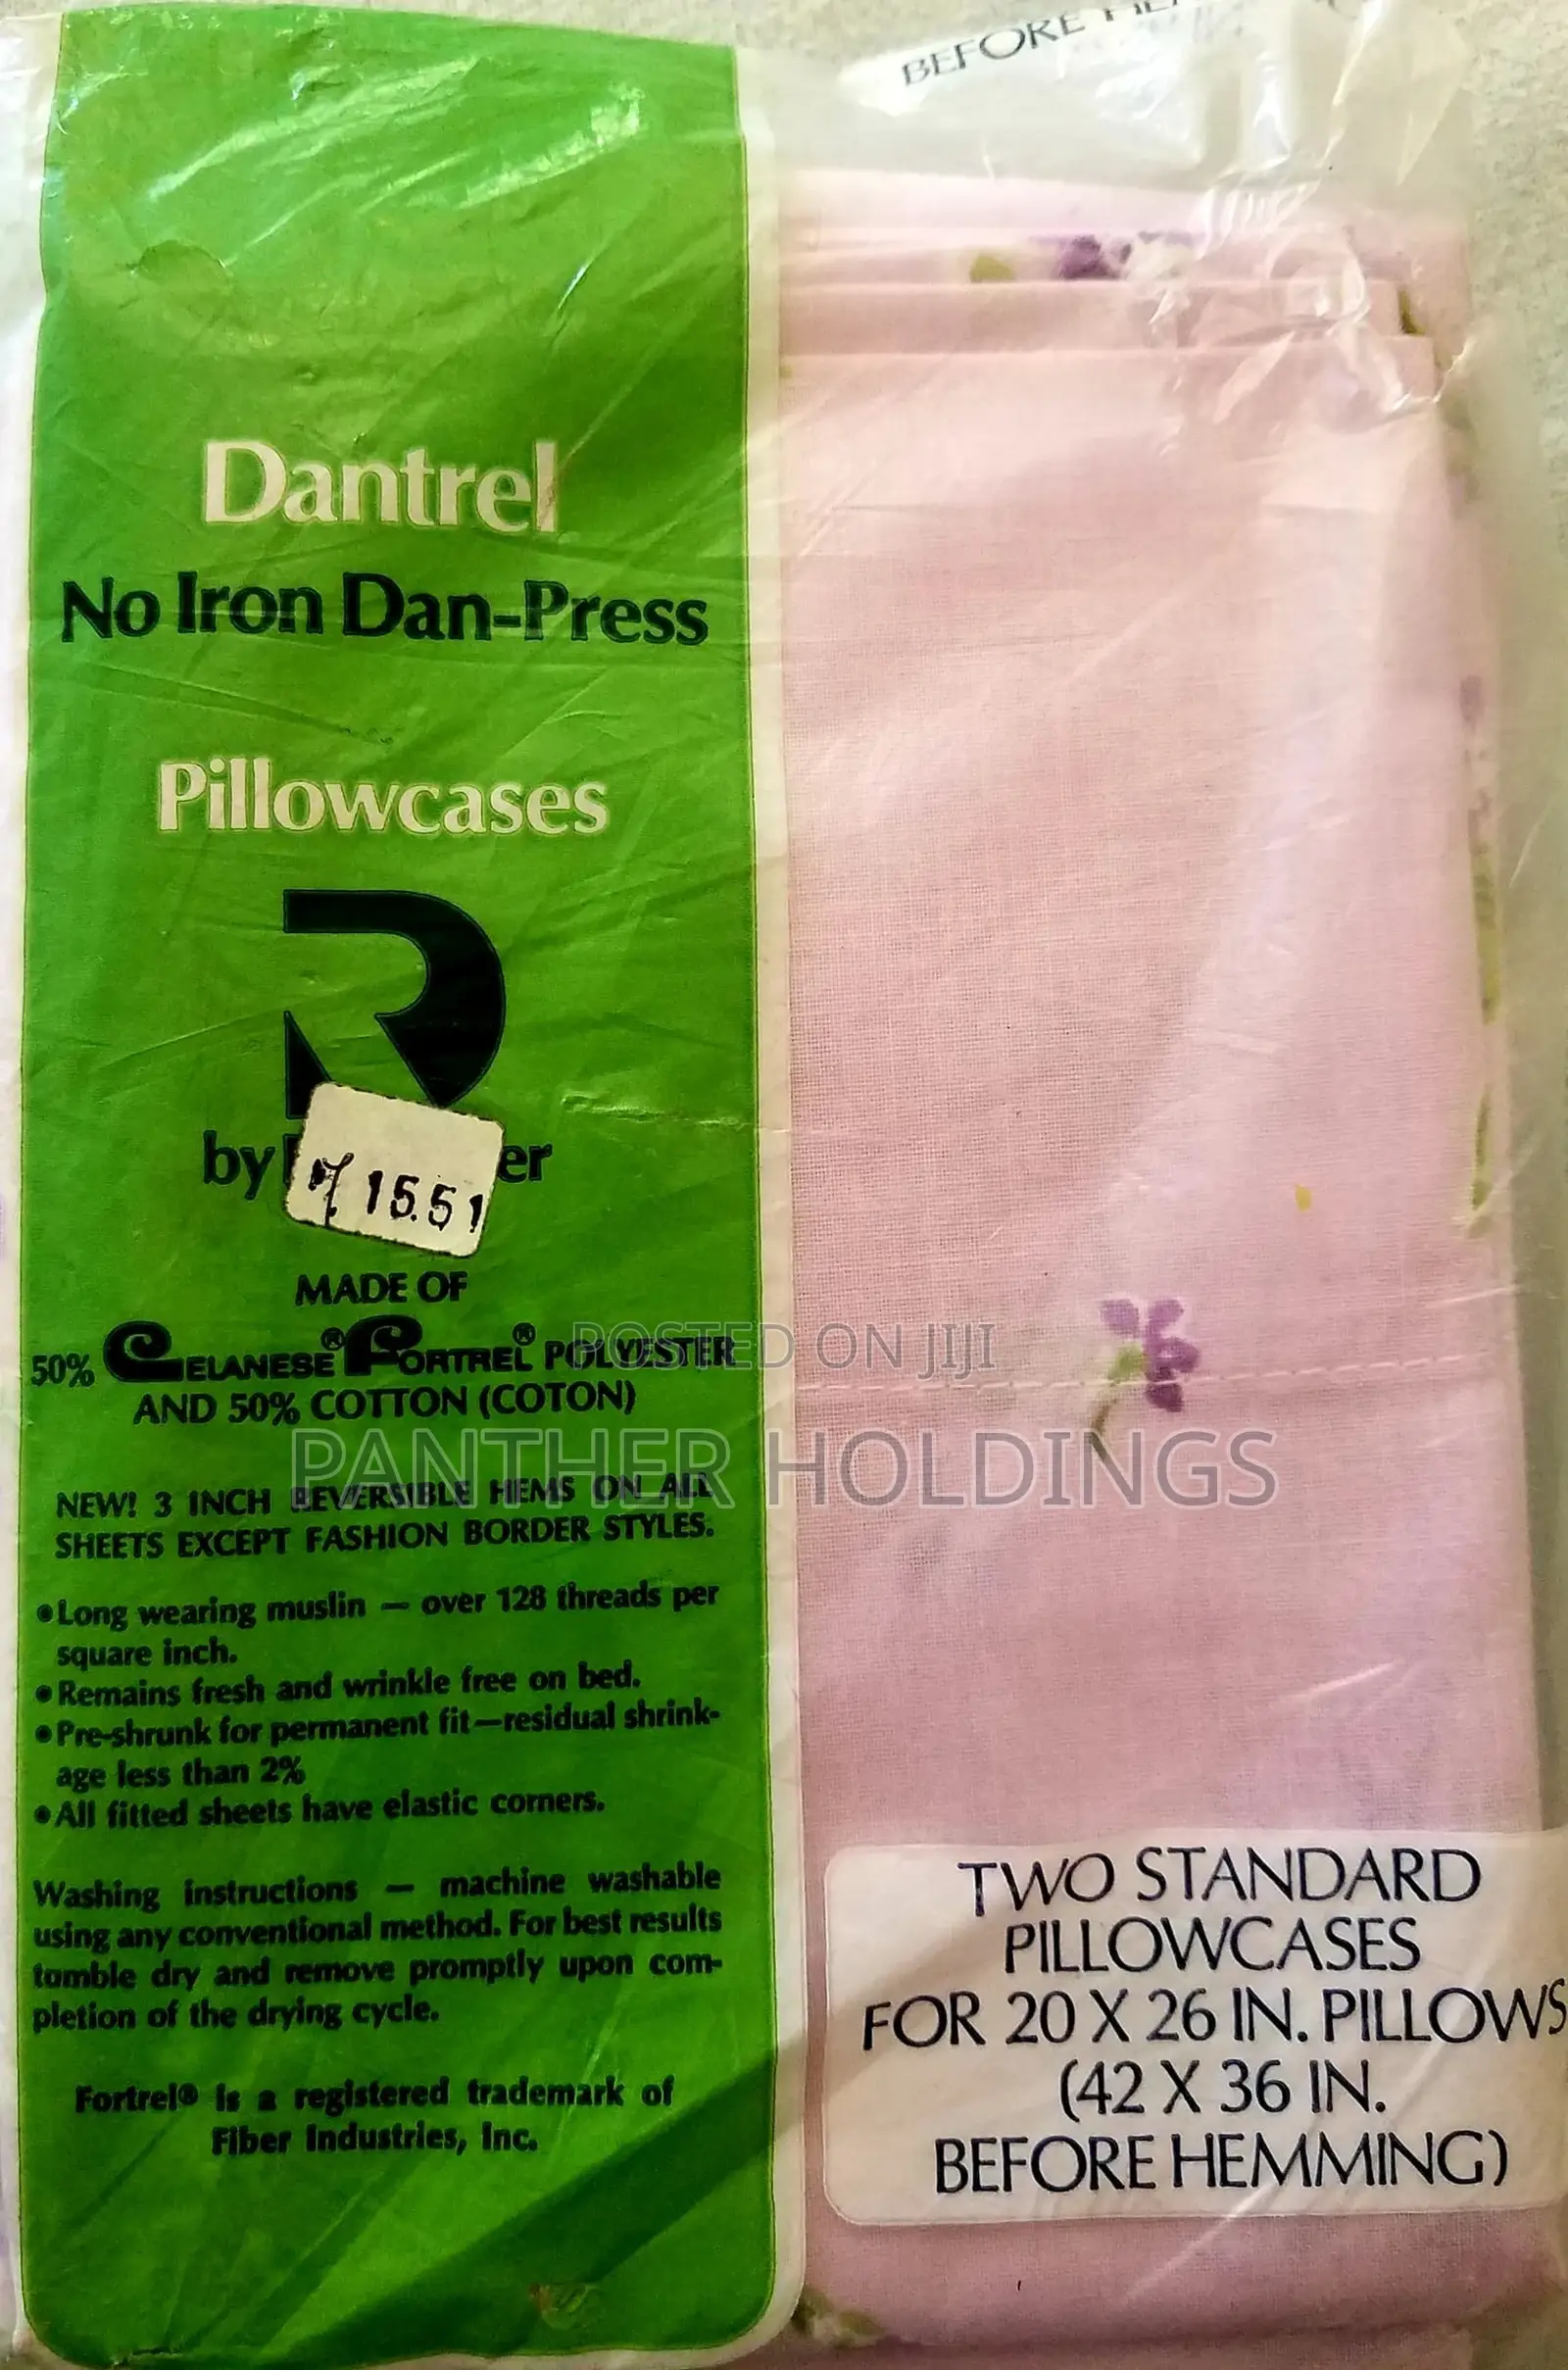 BEFORE
Dantrel
No Iron Dan-Press
Pillowcases
R
by er
15.51
MADE OF
50% CELANESE® FORTREL® POLYESTER
AND 50% COTTON (COTON)
POSTED ON JIJI
PANTHER HOLDINGS
NEW! 3 INCH REVERSIBLE HEMS ON ALL
SHEETS EXCEPT FASHION BORDER STYLES.
•Long wearing muslin — over 128 threads per
square inch.
•Remains fresh and wrinkle free on bed.
•Pre-shrunk for permanent fit—residual shrink-
age less than 2%
•All fitted sheets have elastic corners.
Washing instructions — machine washable
using any conventional method. For best results
tumble dry and remove promptly upon com-
pletion of the drying cycle.
Fortrel® is a registered trademark of
Fiber Industries, Inc.
TWO STANDARD
PILLOWCASES
FOR 20 X 26 IN. PILLOWS
(42 X 36 IN.
BEFORE HEMMING)